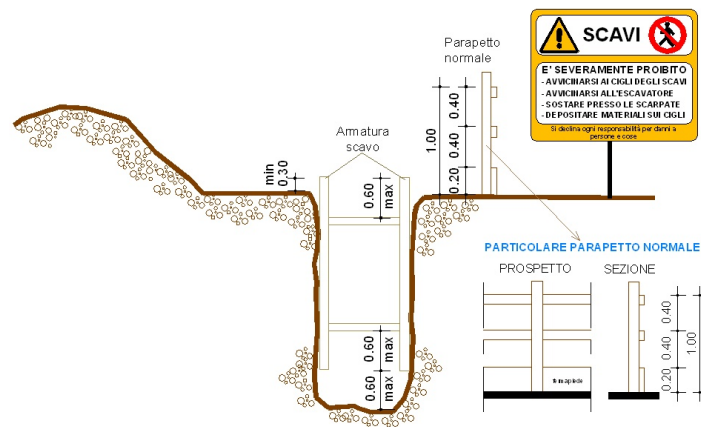 SCAVI
E' SEVERAMENTE PROIBITO
- AVVICINARSI AI CIGLI DEGLI SCAVI
- AVVICINARSI ALL'ESCAVATORE
- SOSTARE PRESSO LE SCARPATE
- DEPOSITARE MATERIALI SUI CIGLI
Si declina ogni responsabilità per danni a
persone e cose
Parapetto
normale
Armatura
scavo
min
0.30
0.60
max
1.00
0.40
0.40
0.20
0.60
max
0.60
max
PARTICOLARE PARAPETTO NORMALE
PROSPETTO
SEZIONE
fermapiede
0.40
0.40
0.20
1.00